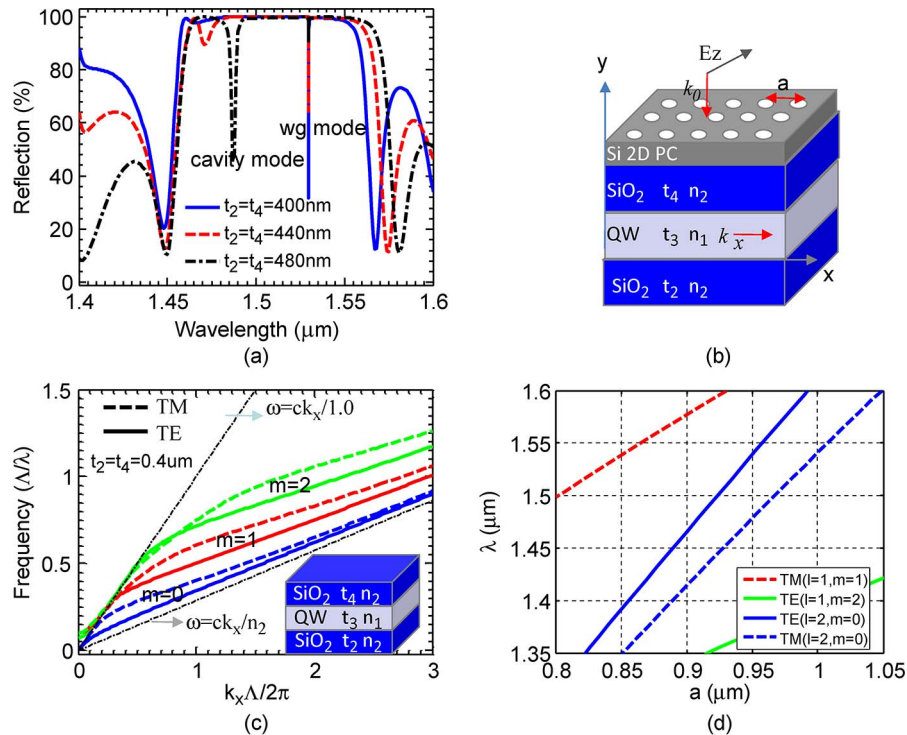 100
80
60
40
20
0
Reflection (%)
cavity mode
wg mode
t₂=t₄=400nm
t₂=t₄=440nm
t₂=t₄=480nm
1.4 1.45 1.5 1.55 1.6
Wavelength (μm)
(a)
y
Ez
k₀
a
Si 2D PC
SiO₂ t₄ n₂
QW t₃ n₁ k x
SiO₂ t₂ n₂
x
(b)
1.5
1
0.5
0
Frequency (Λ/λ)
TM
TE
t₂=t₄=0.4um
ω=ckₓ/1.0
m=2
m=1
m=0
ω=ckₓ/n₂
SiO₂ t₄ n₂
QW t₃ n₁
SiO₂ t₂ n₂
0 1 2 3
kₓΛ/2π
(c)
1.6
1.55
1.5
1.45
1.4
1.35
λ (μm)
TM(l=1,m=1)
TE(l=1,m=2)
TE(l=2,m=0)
TM(l=2,m=0)
0.8 0.85 0.9 0.95 1 1.05
a (μm)
(d)